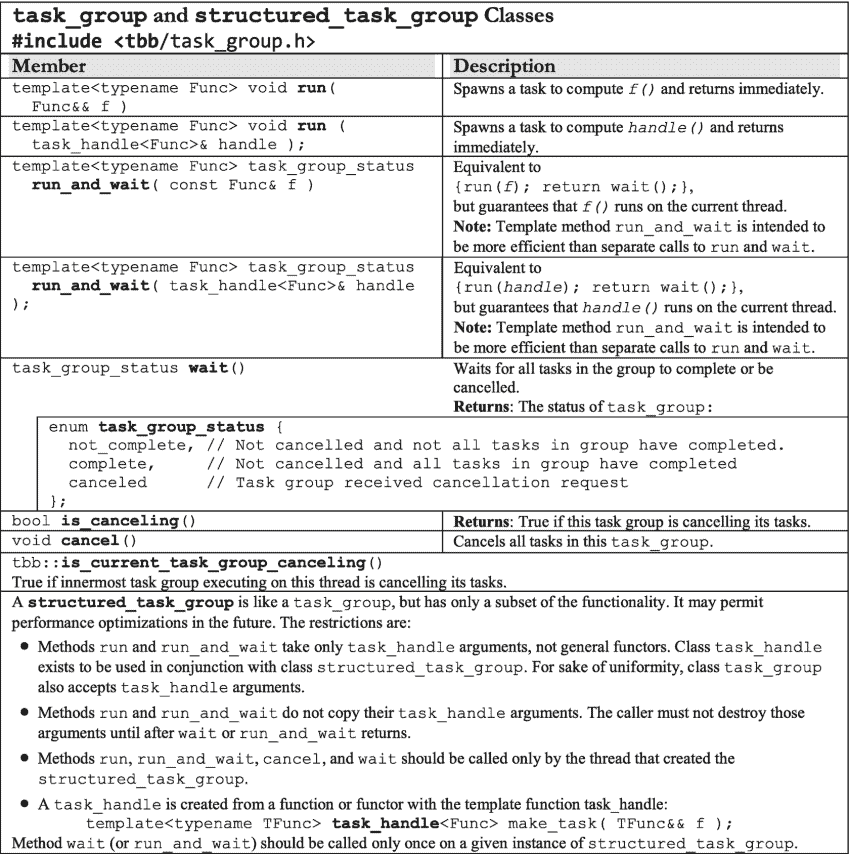 task_group and structured_task_group Classes
#include <tbb/task_group.h>
Member
Description
template<typename Func> void run(
Func&& f )
Spawns a task to compute f() and returns immediately.
template<typename Func> void run (
task_handle<Func>& handle );
Spawns a task to compute handle() and returns
immediately.
template<typename Func> task_group_status
run_and_wait( const Func& f )
Equivalent to
{run(f); return wait();},
but guarantees that f() runs on the current thread.
Note: Template method run_and_wait is intended to
be more efficient than separate calls to run and wait.
template<typename Func> task_group_status
run_and_wait( task_handle<Func>& handle
);
Equivalent to
{run(handle); return wait();},
but guarantees that handle() runs on the current thread.
Note: Template method run_and_wait is intended to
be more efficient than separate calls to run and wait.
task_group_status wait()
Waits for all tasks in the group to complete or be
cancelled.
Returns: The status of task_group:
enum task_group_status {
not_complete, // Not cancelled and not all tasks in group have completed.
complete, // Not cancelled and all tasks in group have completed
canceled // Task group received cancellation request
};
bool is_canceling()
Returns: True if this task group is cancelling its tasks.
void cancel()
Cancels all tasks in this task_group.
tbb::is_current_task_group_canceling()
True if innermost task group executing on this thread is cancelling its tasks.
A structured_task_group is like a task_group, but has only a subset of the functionality. It may permit
performance optimizations in the future. The restrictions are:
● Methods run and run_and_wait take only task_handle arguments, not general functors. Class task_handle
exists to be used in conjunction with class structured_task_group. For sake of uniformity, class task_group
also accepts task_handle arguments.
● Methods run and run_and_wait do not copy their task_handle arguments. The caller must not destroy those
arguments until after wait or run_and_wait returns.
● Methods run, run_and_wait, cancel, and wait should be called only by the thread that created the
structured_task_group.
● A task_handle is created from a function or functor with the template function task_handle:
template<typename TFunc> task_handle<Func> make_task( TFunc&& f );
Method wait (or run_and_wait) should be called only once on a given instance of structured_task_group.